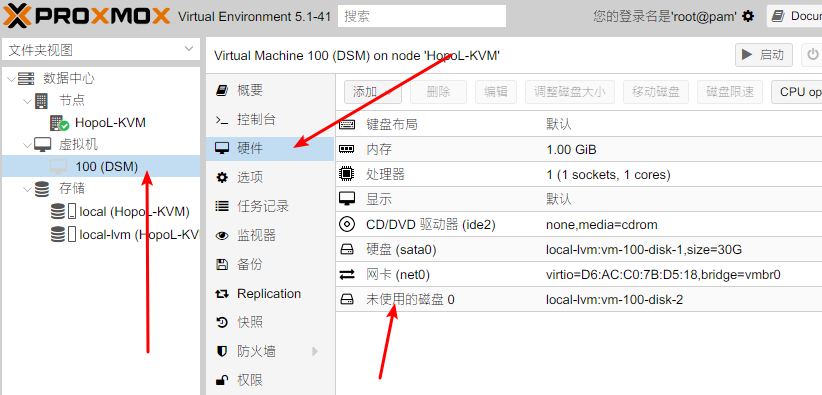 PROXMOX Virtual Environment 5.1-41 搜索 您的登录名是'root@pam' Docum
文件夹视图
数据中心
节点
HopoL-KVM
虚拟机
100 (DSM)
存储
local (HopoL-KVM)
local-lvm (HopoL-KV
Virtual Machine 100 (DSM) on node 'HopoL-KVM' 启动
概要
控制台
硬件
选项
任务记录
监视器
备份
Replication
快照
防火墙
权限
添加 删除 编辑 调整磁盘大小 移动磁盘 磁盘限速 CPU op
键盘布局 默认
内存 1.00 GiB
处理器 1 (1 sockets, 1 cores)
显示 默认
CD/DVD 驱动器 (ide2) none,media=cdrom
硬盘 (sata0) local-lvm:vm-100-disk-1,size=30G
网卡 (net0) virtio=D6:AC:C0:7B:D5:18,bridge=vmbr0
未使用的磁盘 0 local-lvm:vm-100-disk-2